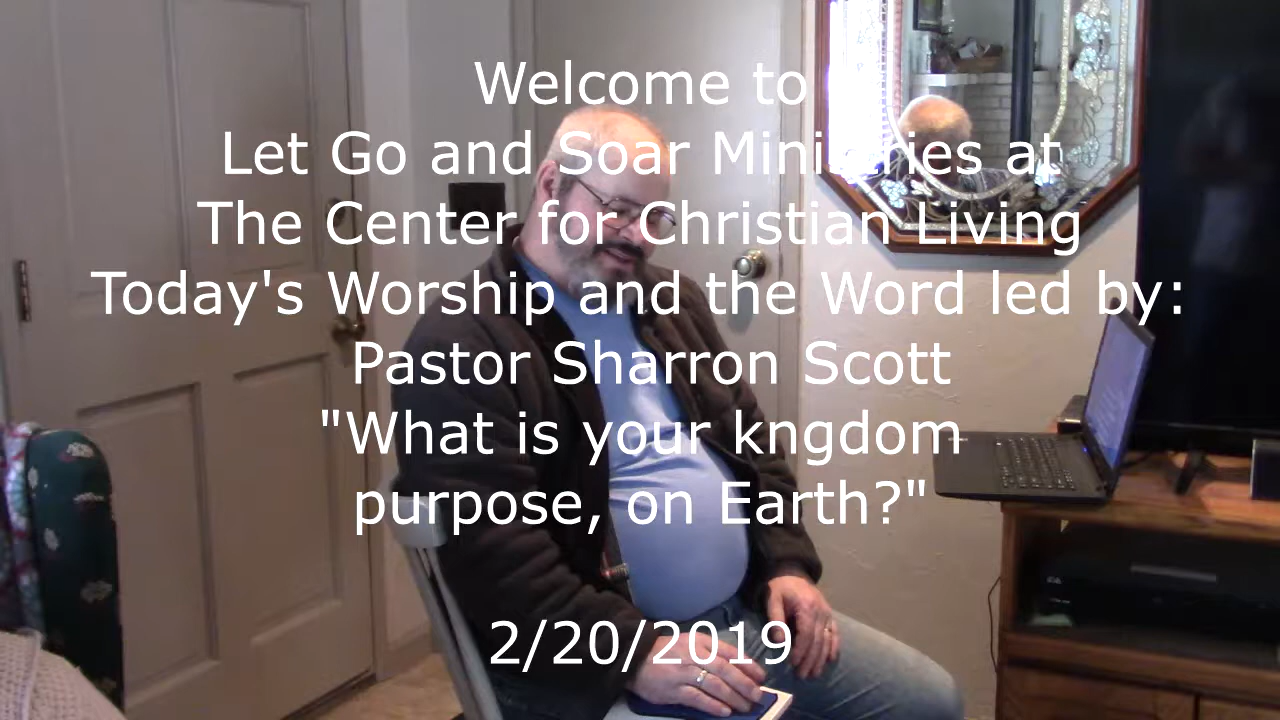 Welcome to
Let Go and Soar Ministries at
The Center for Christian Living
Today's Worship and the Word led by:
Pastor Sharron Scott
"What is your kngdom
purpose, on Earth?"
2/20/2019